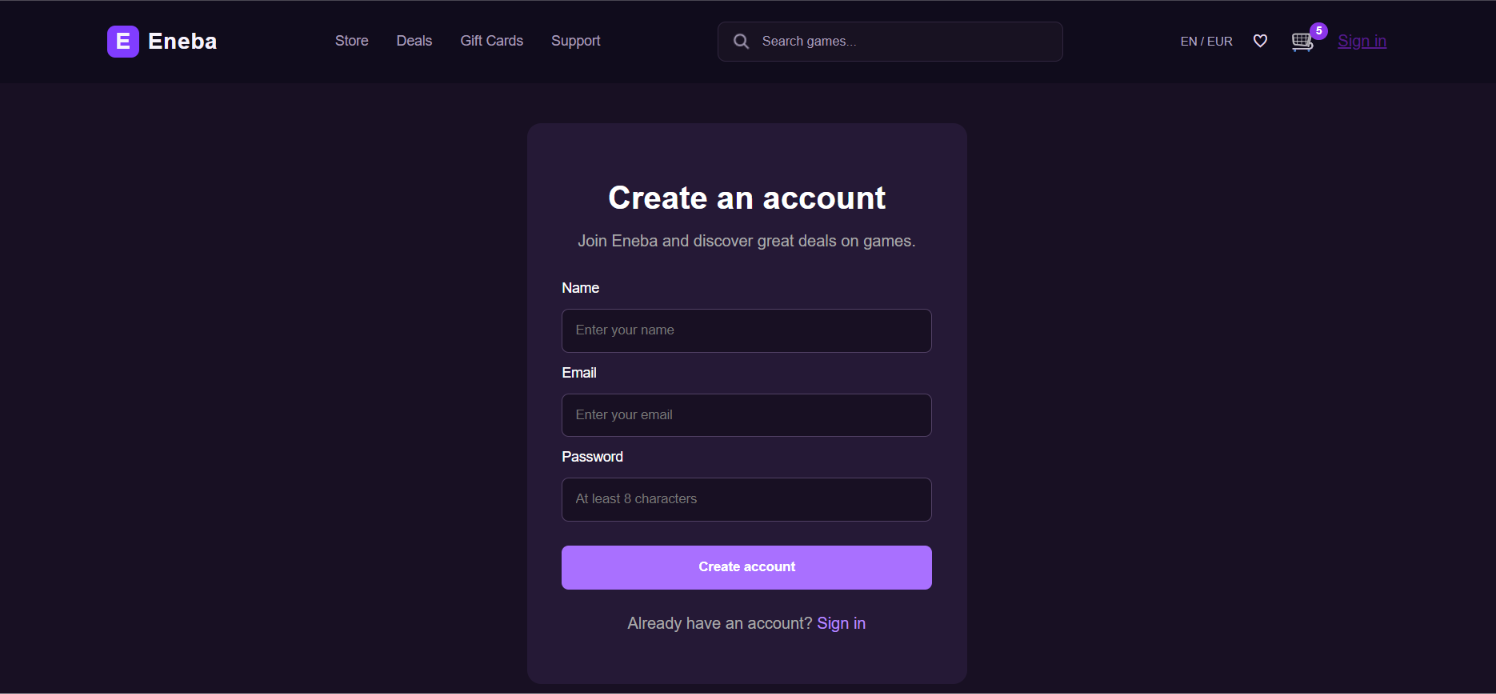 E Eneba Store Deals Gift Cards Support Search games... EN / EUR 5 Sign in
Create an account
Join Eneba and discover great deals on games.
Name
Enter your name
Email
Enter your email
Password
At least 8 characters
Create account
Already have an account? Sign in